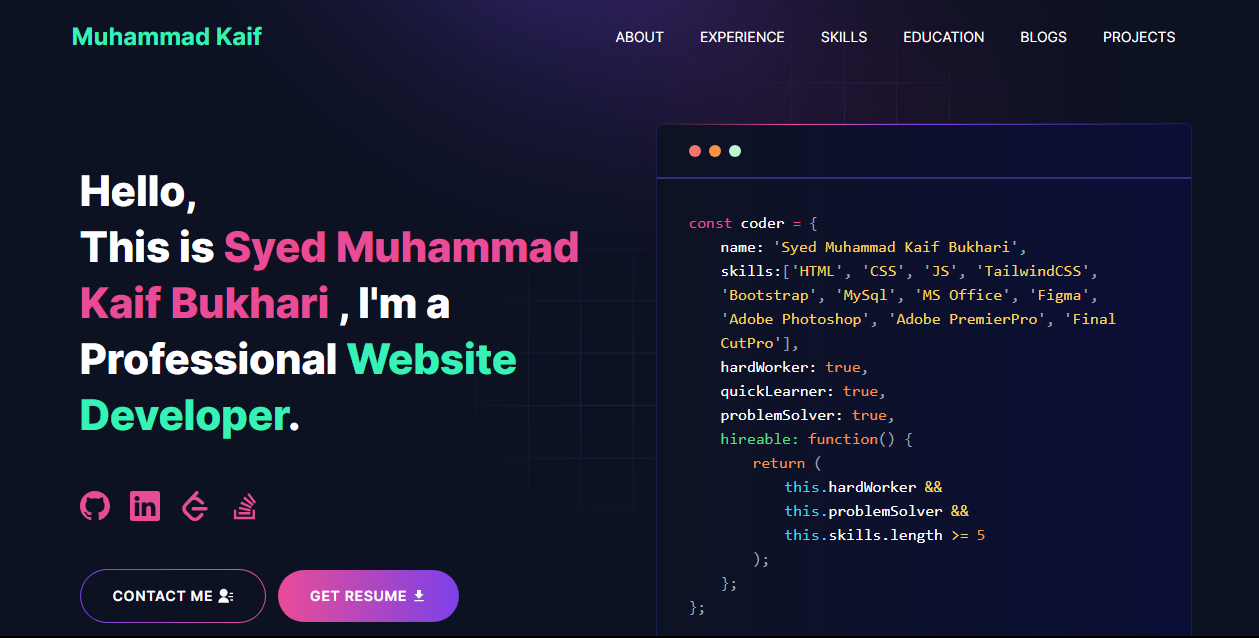 Muhammad Kaif
ABOUT EXPERIENCE SKILLS EDUCATION BLOGS PROJECTS
Hello,
This is Syed Muhammad
Kaif Bukhari , I'm a
Professional Website
Developer.
CONTACT ME GET RESUME
const coder = {
name: 'Syed Muhammad Kaif Bukhari',
skills:['HTML', 'CSS', 'JS', 'TailwindCSS',
'Bootstrap', 'MySql', 'MS Office', 'Figma',
'Adobe Photoshop', 'Adobe PremierPro', 'Final
CutPro'],
hardWorker: true,
quickLearner: true,
problemSolver: true,
hireable: function() {
return (
this.hardWorker &&
this.problemSolver &&
this.skills.length >= 5
);
};
};